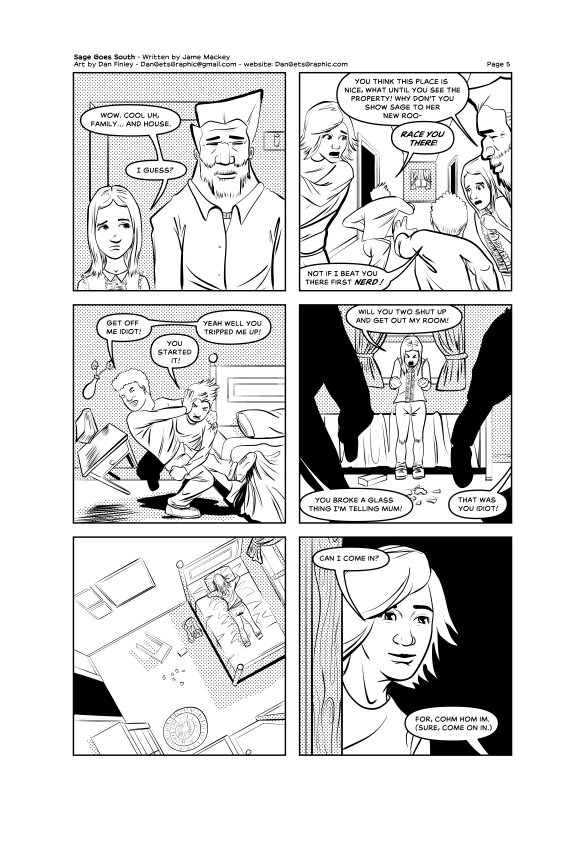 Sage Goes South - Written by Jame Mackey
Art by Dan Finley - DanGetsGraphic@gmail.com - website: DanGetsGraphic.com
Page 5
WOW. COOL UH,
FAMILY... AND HOUSE.
I GUESS?
YOU THINK THIS PLACE IS
NICE, WHAT UNTIL YOU SEE THE
PROPERTY! WHY DON'T YOU
SHOW SAGE TO HER
NEW ROO-
RACE YOU
THERE!
NOT IF I BEAT YOU
THERE FIRST NERD!
GET OFF
ME IDIOT!
YEAH WELL YOU
TRIPPED ME UP!
YOU
STARTED
IT!
WILL YOU TWO SHUT UP
AND GET OUT MY ROOM!
YOU BROKE A GLASS
THING I'M TELLING MUM!
THAT WAS
YOU IDIOT!
CAN I COME IN?
FOR, COHM HOM IM.
(SURE, COME ON IN.)